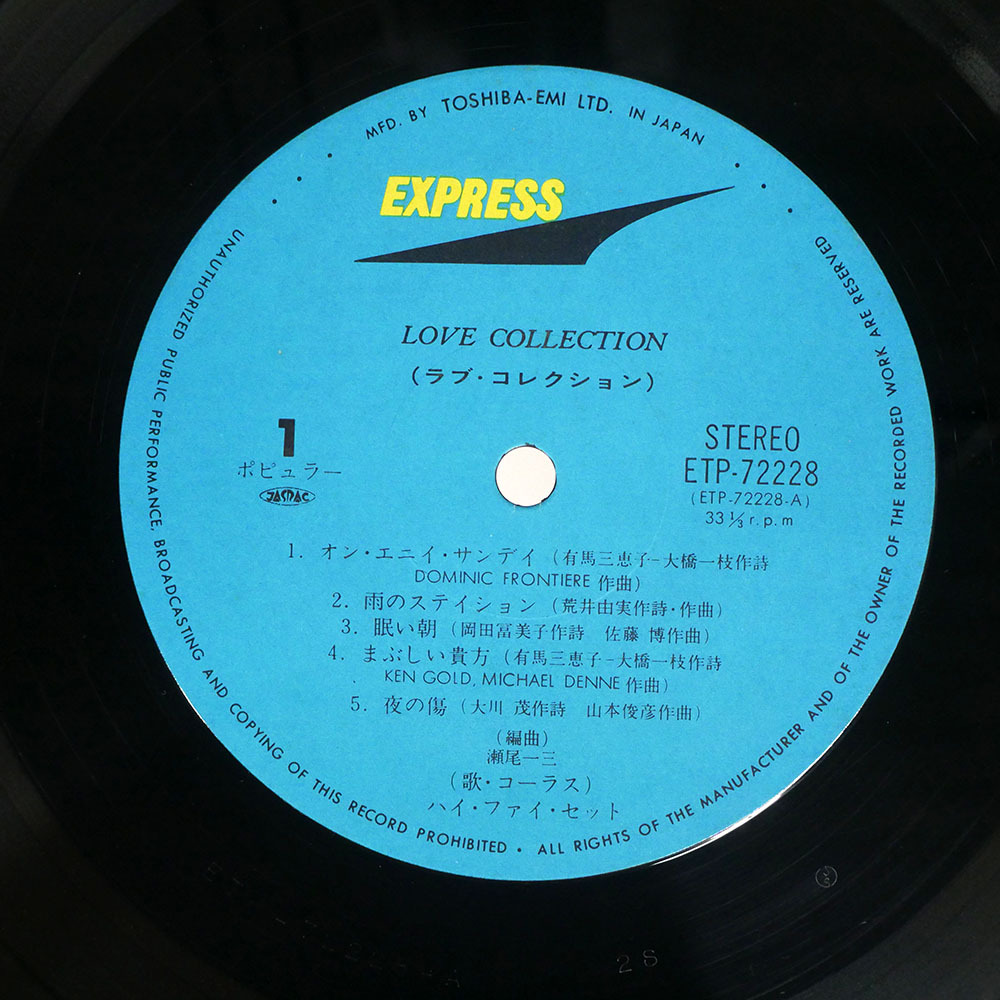 MFD. BY TOSHIBA-EMI LTD. IN JAPAN
EXPRESS
LOVE COLLECTION
(ラブ・コレクション)
1
ポピュラー
JASRAC
STEREO
ETP-72228
(ETP-72228-A)
33 1/3 r.p.m
1. オン・エニイ・サンデイ (有馬三恵子-大橋一枝作詩
DOMINIC FRONTIERE 作曲)
2. 雨のステイション (荒井由実作詩・作曲)
3. 眠い朝 (岡田冨美子作詩 佐藤 博作曲)
4. まぶしい貴方 (有馬三恵子-大橋一枝作詩
KEN GOLD, MICHAEL DENNE 作曲)
5. 夜の傷 (大川 茂作詩 山本俊彦作曲)
(編曲)
瀬尾一三
(歌・コーラス)
ハイ・ファイ・セット
UNAUTHORIZED PUBLIC PERFORMANCE, BROADCASTING AND COPYING OF THIS RECORD PROHIBITED • ALL RIGHTS OF THE MANUFACTURER AND OF THE OWNER OF THE RECORDED WORK ARE RESERVED
2S